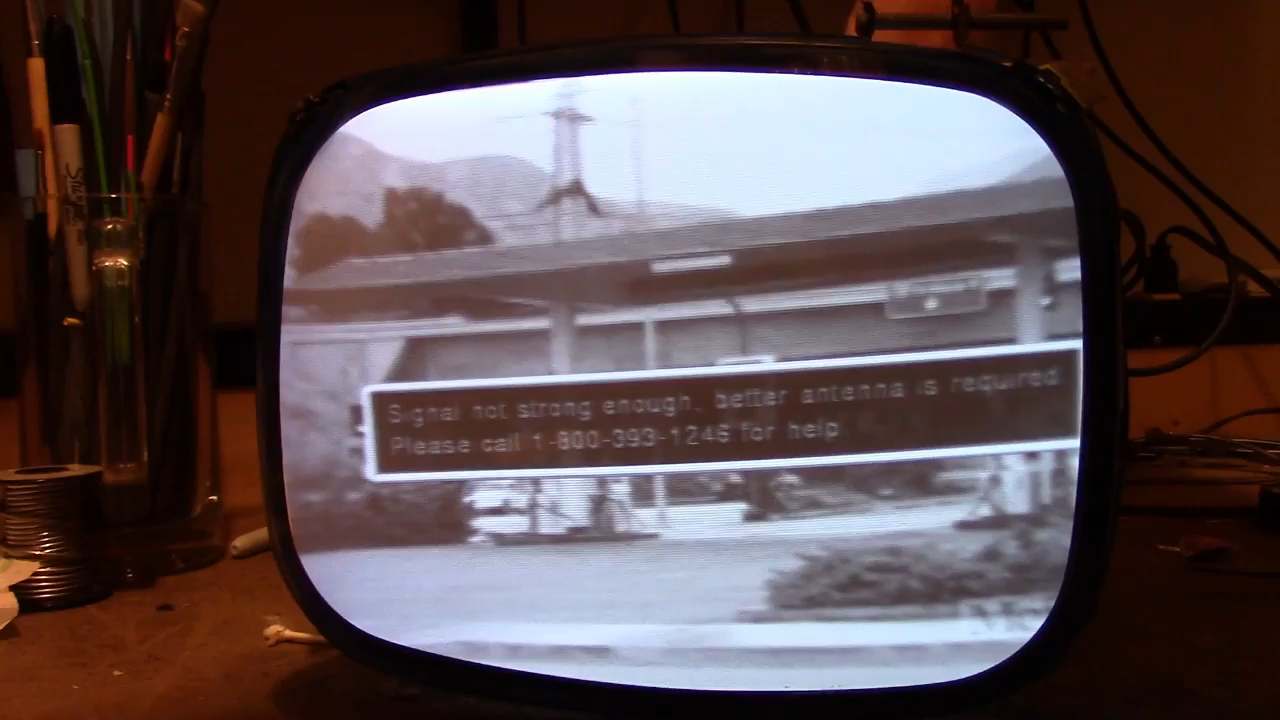 Signal not strong enough, better antenna is required
Please call 1-800-393-1246 for help